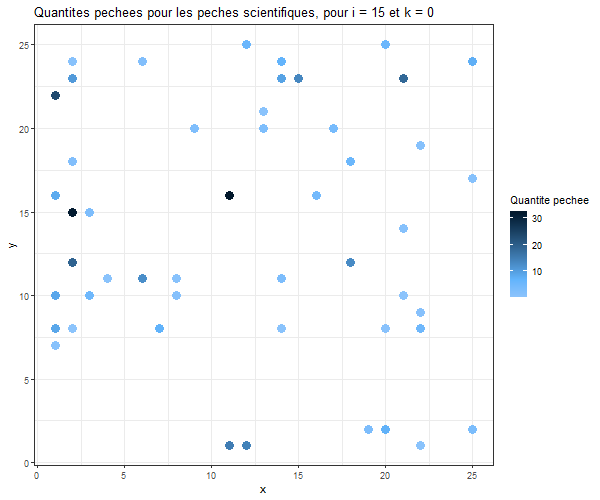 Quantites pechees pour les peches scientifiques, pour i = 15 et k = 0
25
20
15
10
5
0
y
0 5 10 15 20 25
x
Quantite pechee
30
20
10